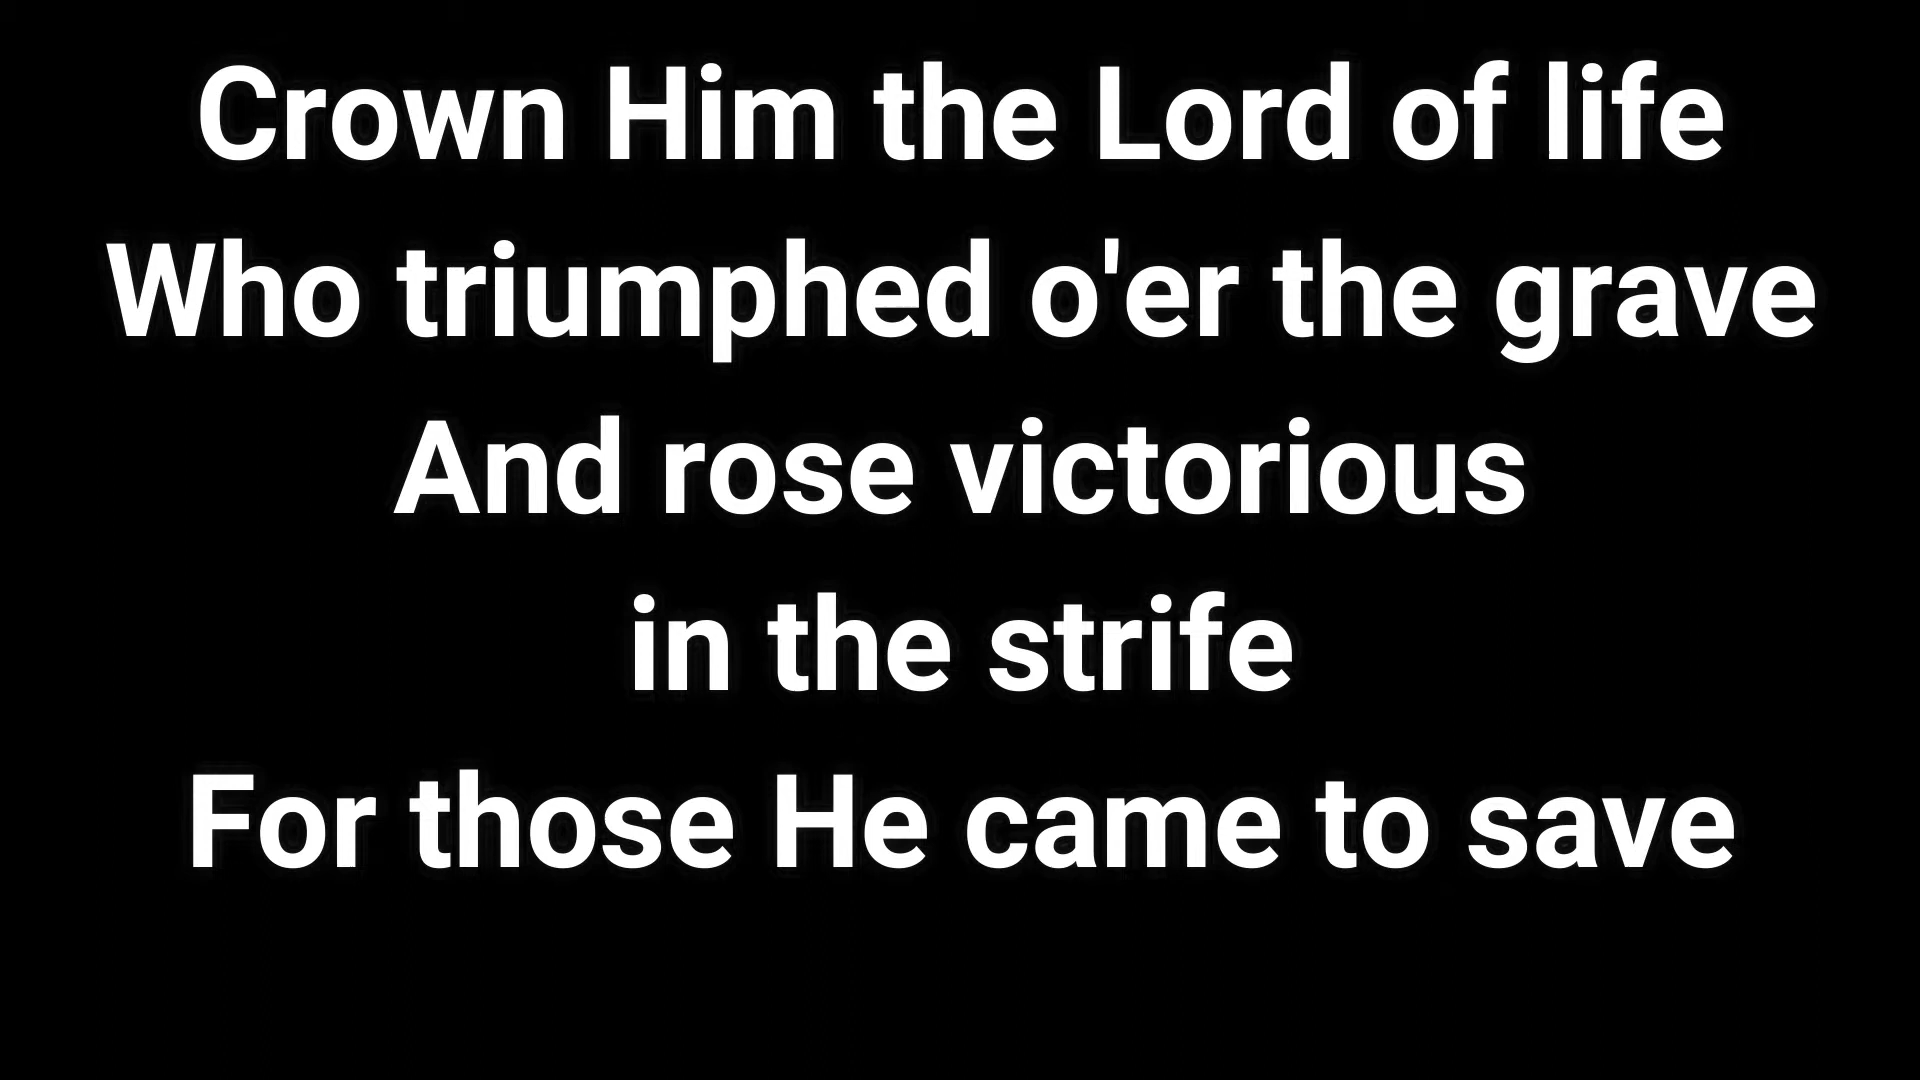 Crown Him the Lord of life
Who triumphed o'er the grave
And rose victorious
in the strife
For those He came to save